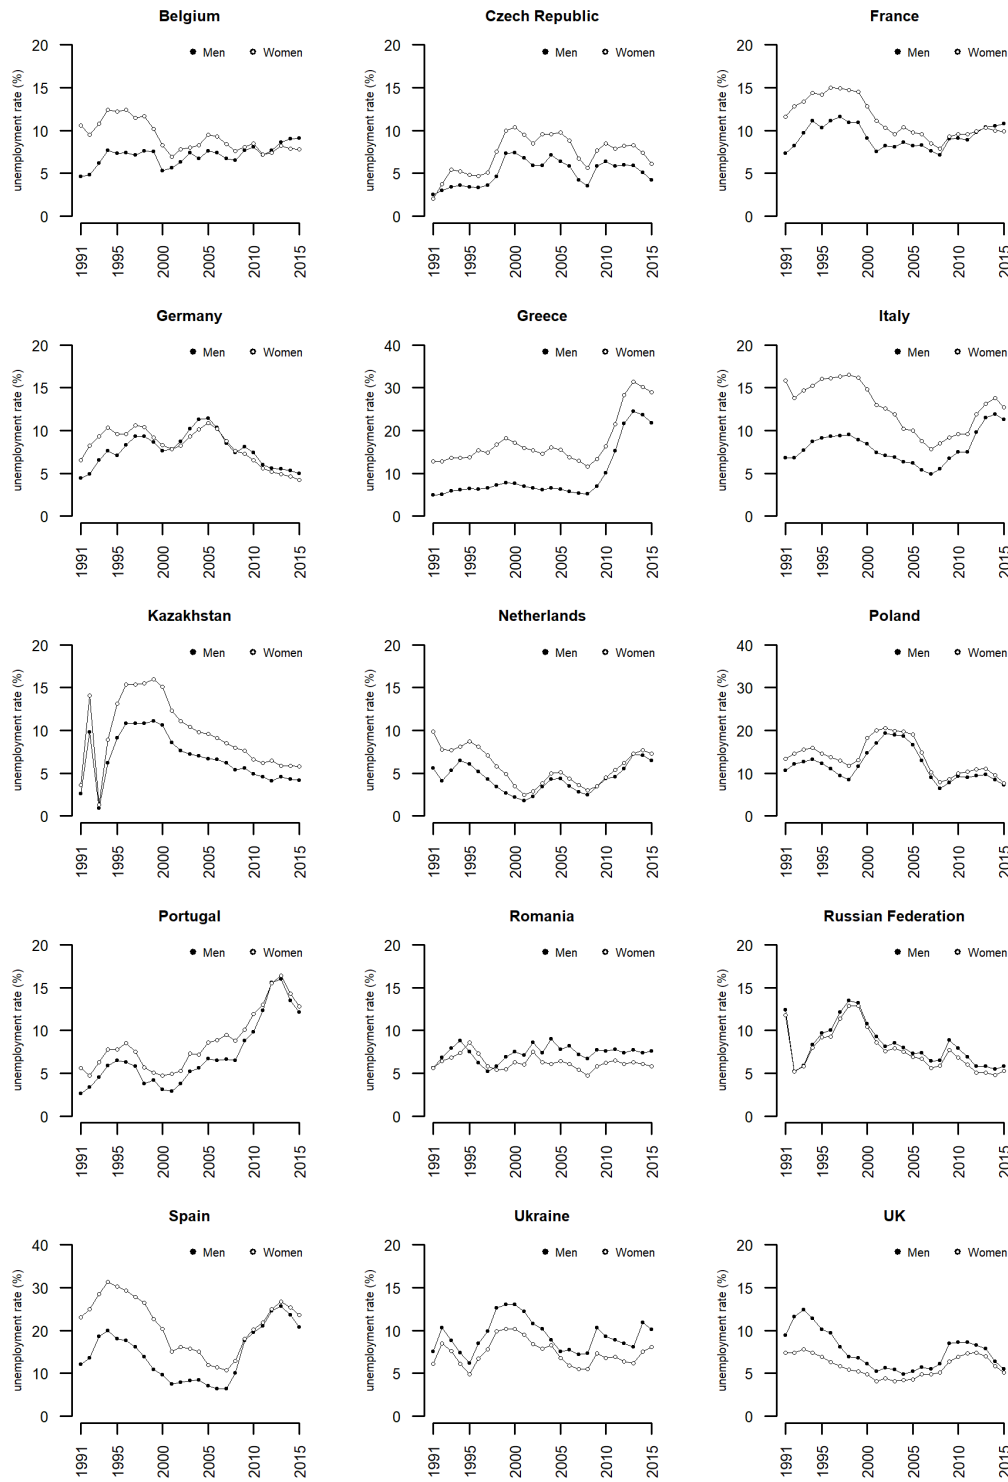 Belgium
Czech Republic
France
20
15
10
5
0
unemployment rate (%)
Men
Women
1991
1995
2000
2005
2010
2015
20
15
10
5
0
unemployment rate (%)
Men
Women
1991
1995
2000
2005
2010
2015
20
15
10
5
0
unemployment rate (%)
Men
Women
1991
1995
2000
2005
2010
2015
Germany
Greece
Italy
20
15
10
5
0
unemployment rate (%)
Men
Women
1991
1995
2000
2005
2010
2015
40
30
20
10
0
unemployment rate (%)
Men
Women
1991
1995
2000
2005
2010
2015
20
15
10
5
0
unemployment rate (%)
Men
Women
1991
1995
2000
2005
2010
2015
Kazakhstan
Netherlands
Poland
20
15
10
5
0
unemployment rate (%)
Men
Women
1991
1995
2000
2005
2010
2015
20
15
10
5
0
unemployment rate (%)
Men
Women
1991
1995
2000
2005
2010
2015
40
30
20
10
0
unemployment rate (%)
Men
Women
1991
1995
2000
2005
2010
2015
Portugal
Romania
Russian Federation
20
15
10
5
0
unemployment rate (%)
Men
Women
1991
1995
2000
2005
2010
2015
20
15
10
5
0
unemployment rate (%)
Men
Women
1991
1995
2000
2005
2010
2015
20
15
10
5
0
unemployment rate (%)
Men
Women
1991
1995
2000
2005
2010
2015
Spain
Ukraine
UK
40
30
20
10
0
unemployment rate (%)
Men
Women
1991
1995
2000
2005
2010
2015
20
15
10
5
0
unemployment rate (%)
Men
Women
1991
1995
2000
2005
2010
2015
20
15
10
5
0
unemployment rate (%)
Men
Women
1991
1995
2000
2005
2010
2015